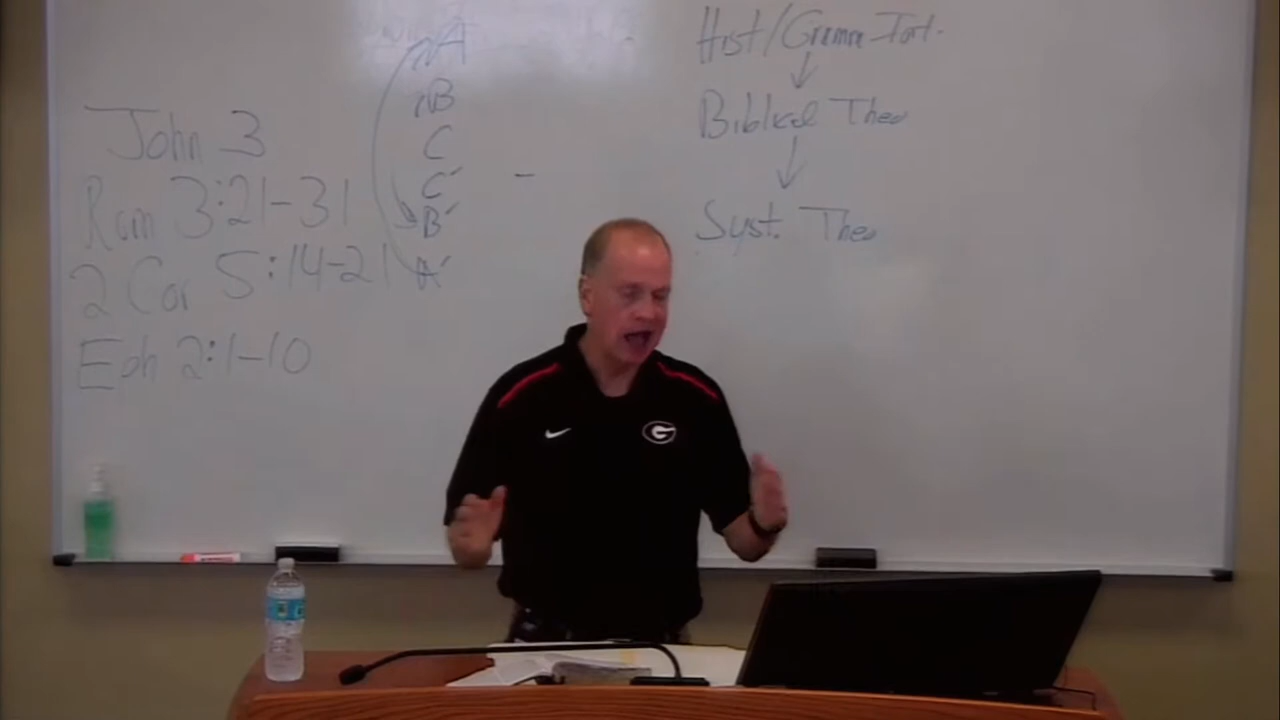 John 3
Rom 3:21-31
2 Cor 5:14-21
Eph 2:1-10
A
B
C
C′
B′
A′
Hist/Gramm Int.
↓
Biblical Theo
↓
Syst. Theo
G